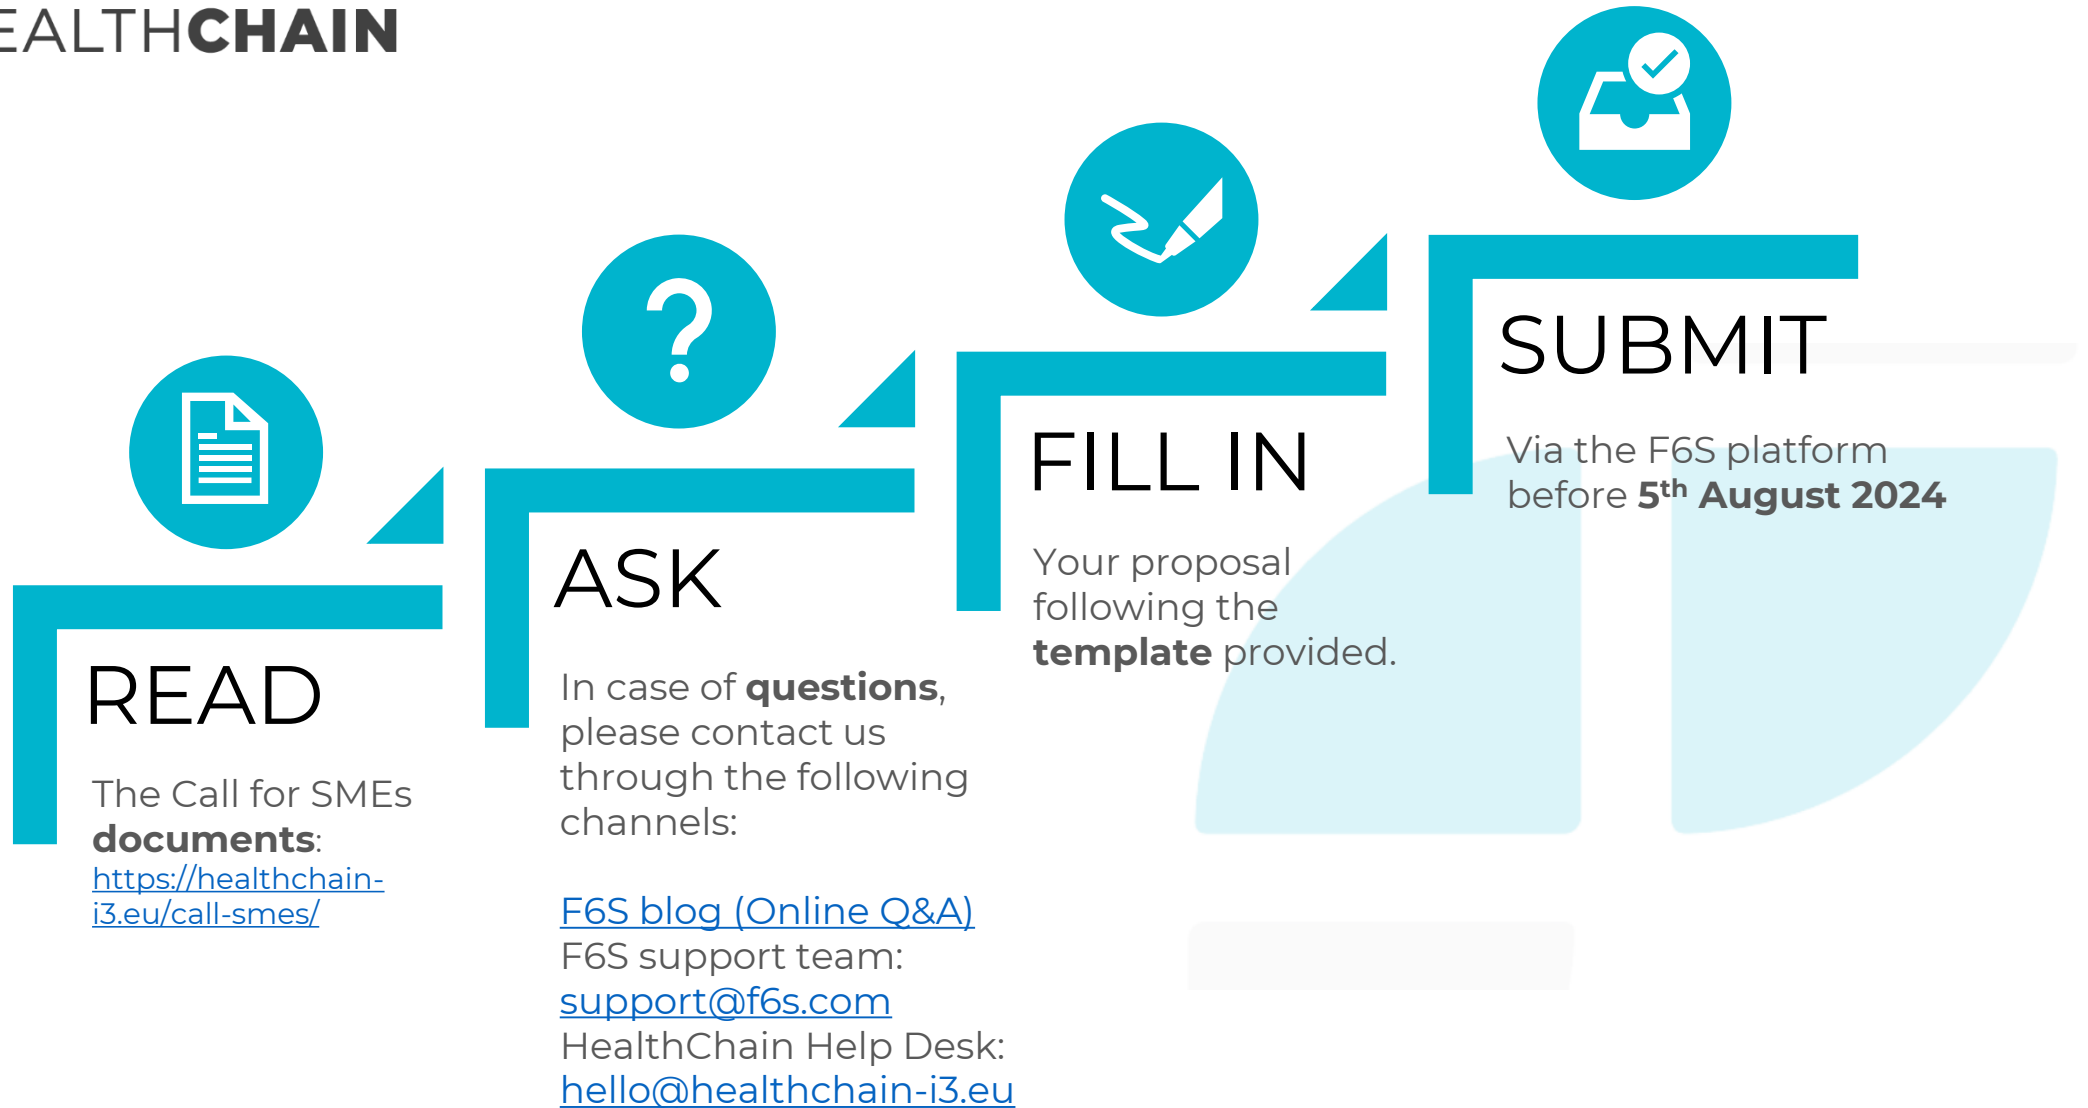 EALTHCHAIN
READ
The Call for SMEs
documents:
https://healthchain-
i3.eu/call-smes/
ASK
In case of questions,
please contact us
through the following
channels:
F6S blog (Online Q&A)
F6S support team:
support@f6s.com
HealthChain Help Desk:
hello@healthchain-i3.eu
FILL IN
Your proposal
following the
template provided.
SUBMIT
Via the F6S platform
before 5th August 2024